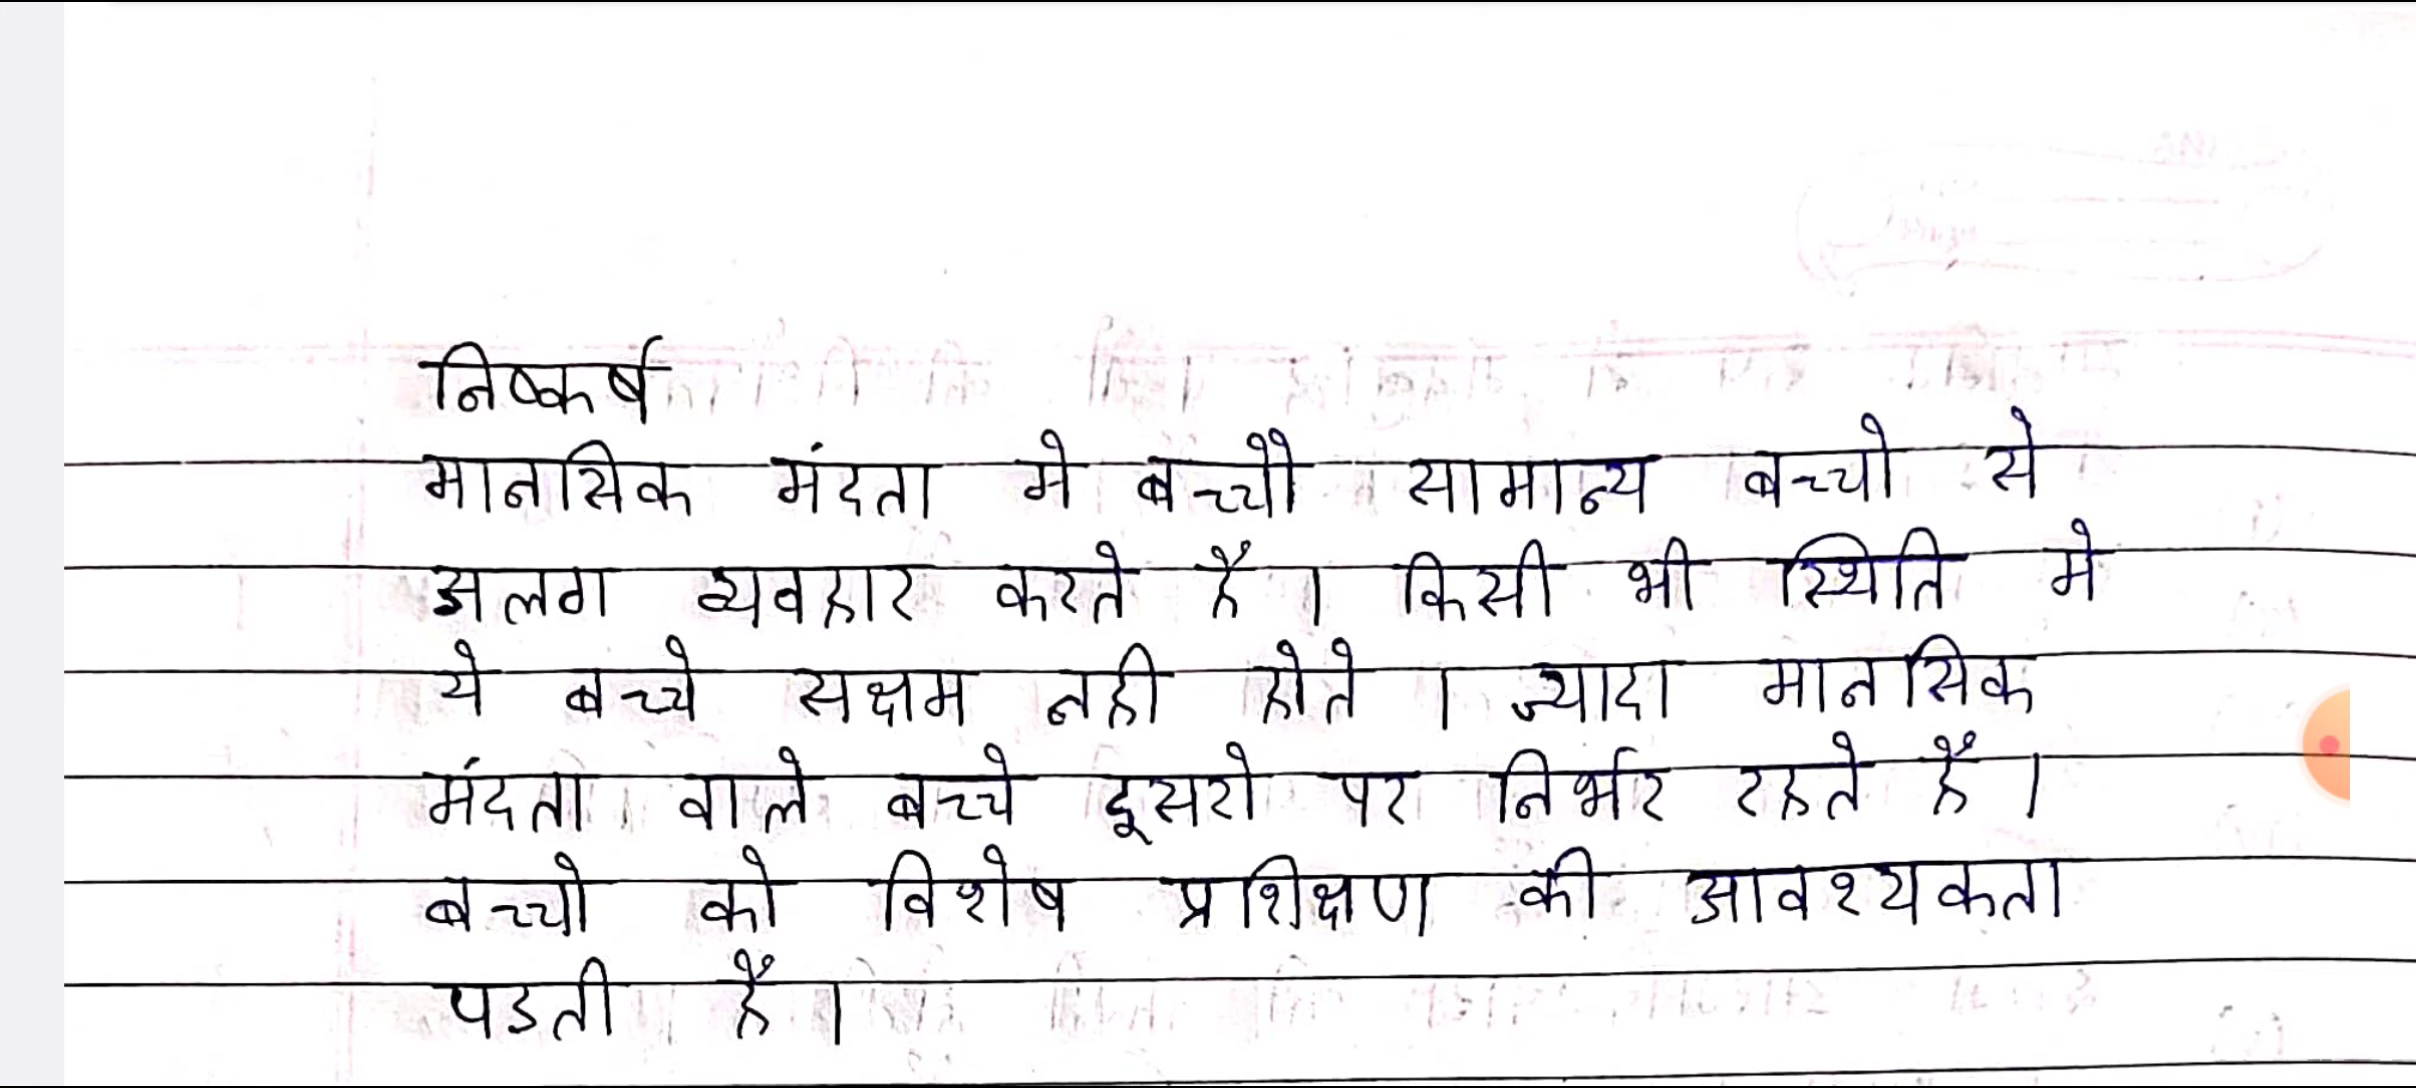 निष्कर्ष
मानसिक मंदता मे बच्चौ सामान्य बच्चो से
अलग व्यवहार करते हैं । किसी भी स्थिति मे
ये बच्चे सक्षम नही होते । ज्यादा मानसिक
मंदता वाले बच्चे दूसरो पर निर्भर रहते हैं ।
बच्चो को विशेष प्रशिक्षण की आवश्यकता
पडती हैं ।